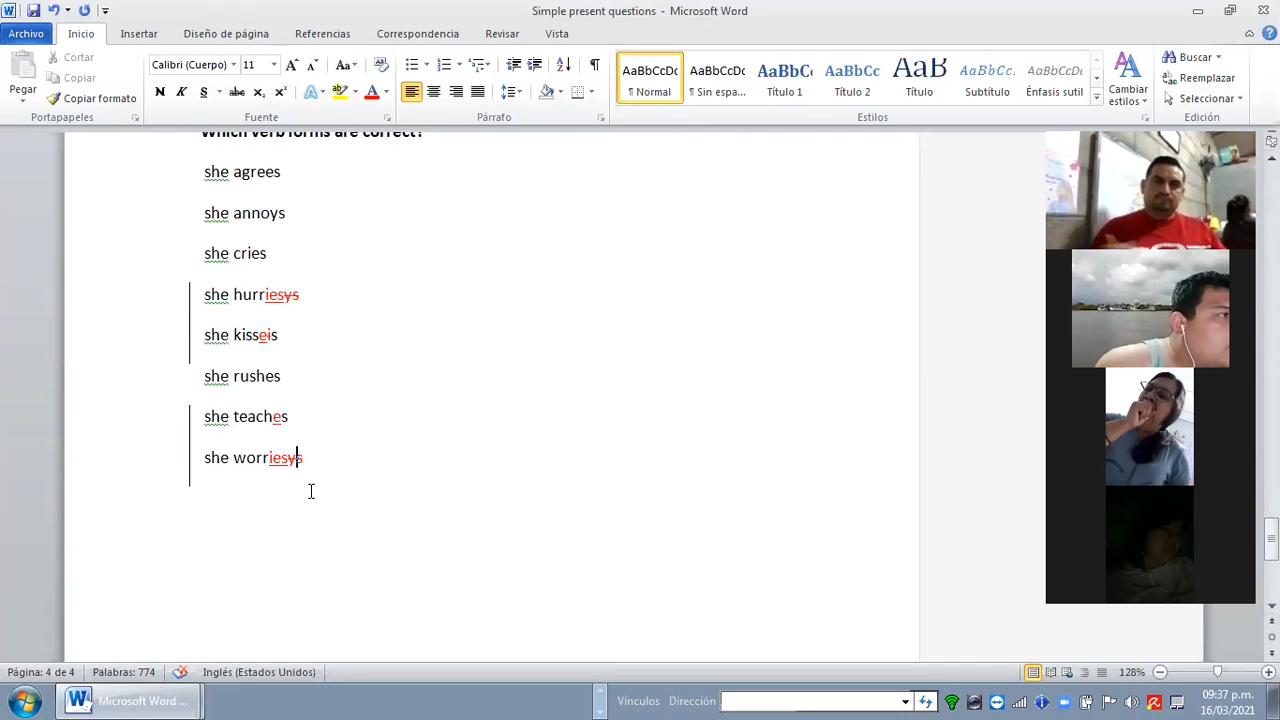 Simple present questions - Microsoft Word
Archivo Inicio Insertar Diseño de página Referencias Correspondencia Revisar Vista
Cortar
Copiar
Copiar formato
Pegar
Portapapeles
Calibri (Cuerpo) 11
Fuente
Párrafo
AaBbCcDc AaBbCcDc AaBbC AaBbCc AaB AaBbCc. AaBbCcDc
¶ Normal ¶ Sin espa... Título 1 Título 2 Título Subtítulo Énfasis sutil
Estilos
Cambiar estilos
Buscar
Reemplazar
Seleccionar
Edición
Which verb forms are correct?
she agrees
she annoys
she cries
she hurriesys
she kisseis
she rushes
she teaches
she worriesys
Página: 4 de 4 Palabras: 774 Inglés (Estados Unidos) 128%
Microsoft Word ... Vínculos Dirección 09:37 p.m.
16/03/2021